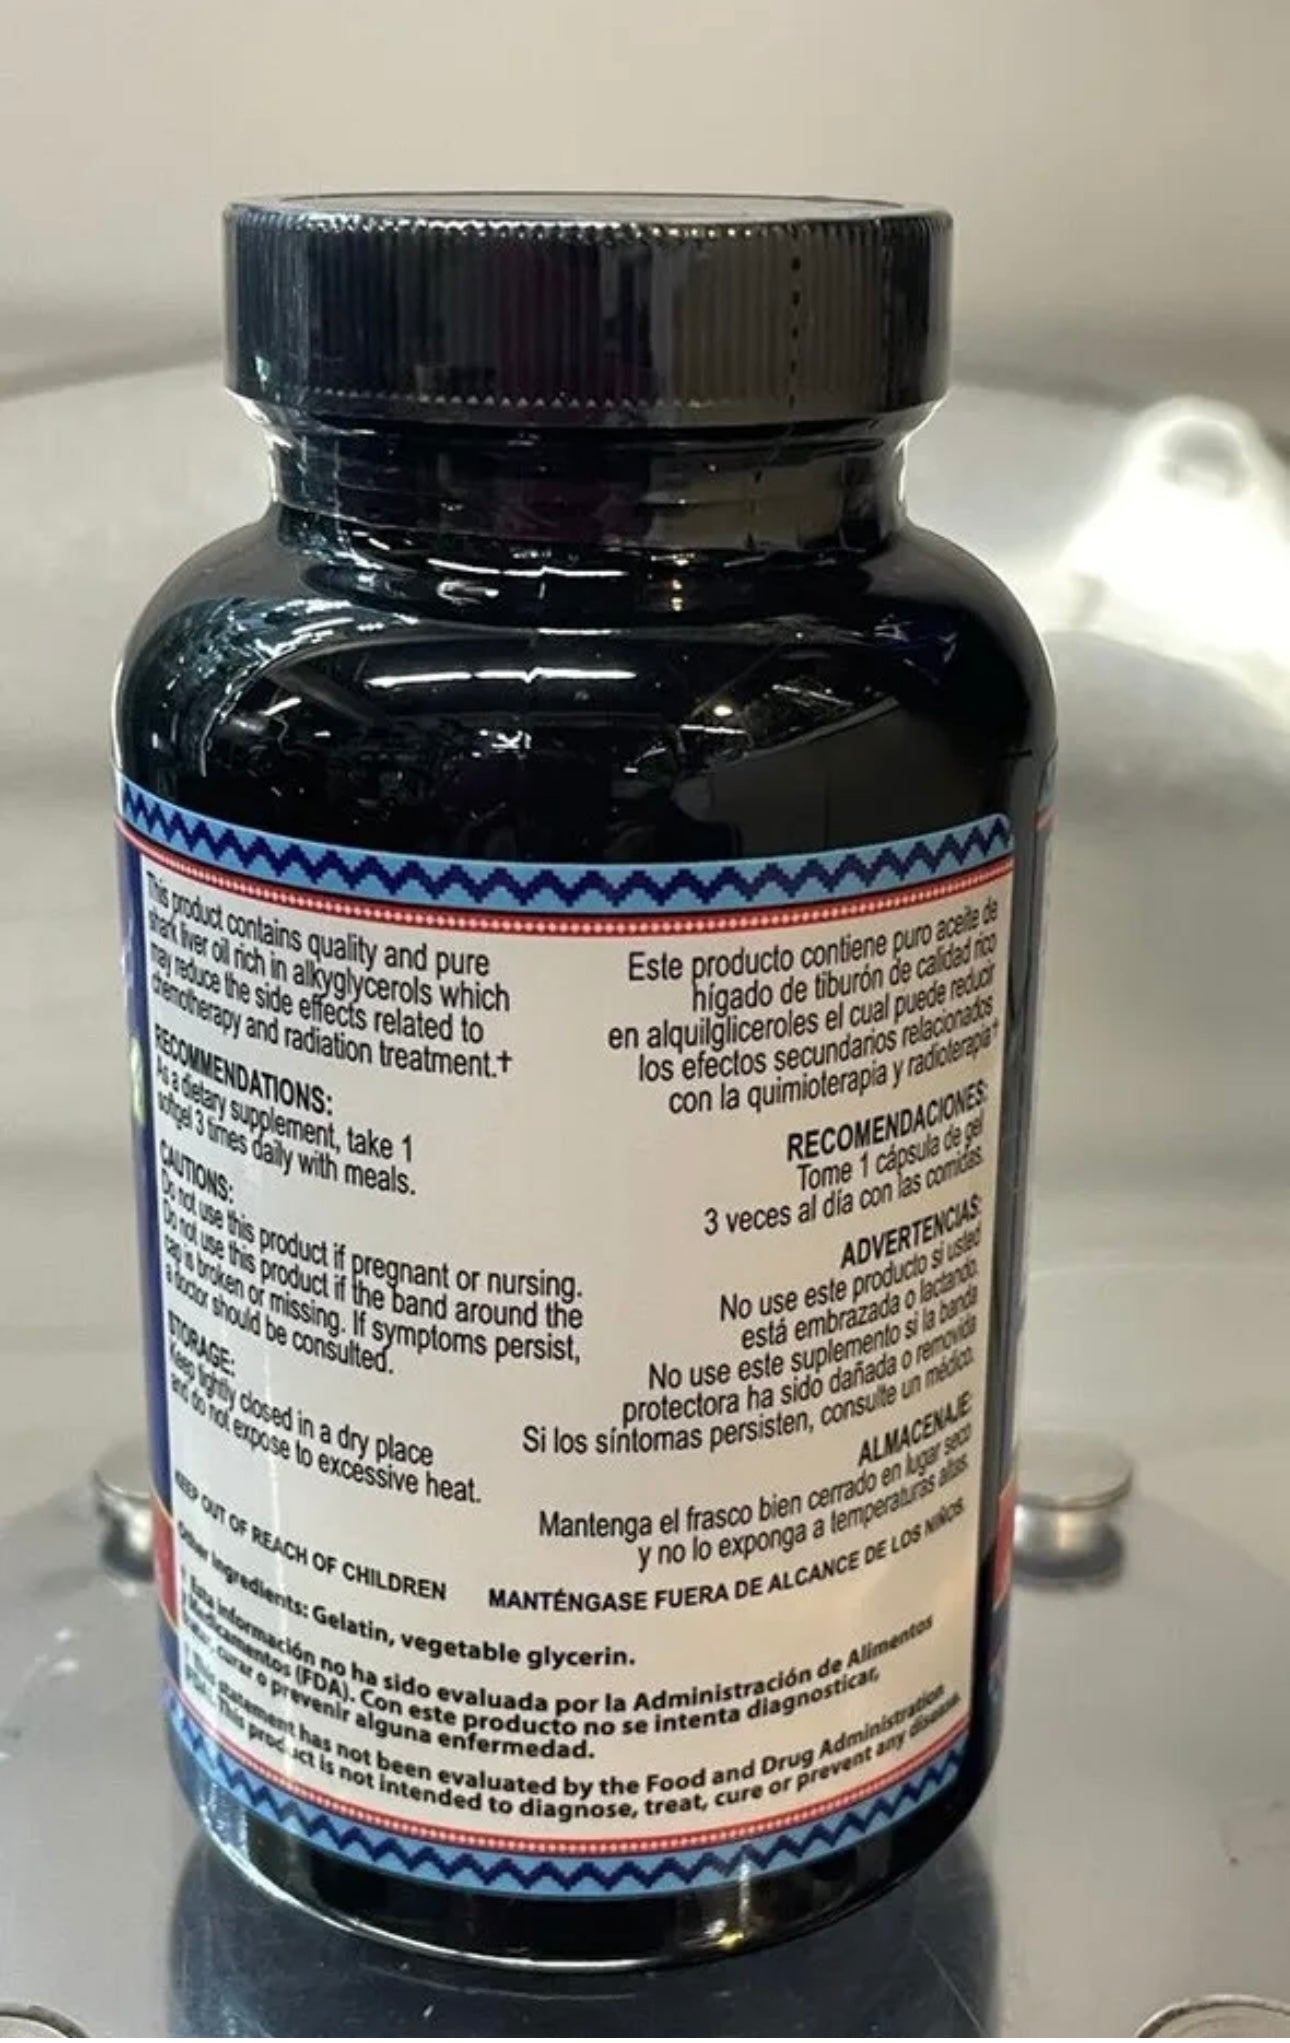 This product contains quality and pure
shark liver oil rich in alkyglycerols which
may reduce the side effects related to
chemotherapy and radiation treatment.†
RECOMMENDATIONS:
As a dietary supplement, take 1
softgel 3 times daily with meals.
CAUTIONS:
Do not use this product if pregnant or nursing.
Do not use this product if the band around the
cap is broken or missing. If symptoms persist,
a doctor should be consulted.
STORAGE:
Keep tightly closed in a dry place
and do not expose to excessive heat.
KEEP OUT OF REACH OF CHILDREN
Este producto contiene puro aceite de
hígado de tiburón de calidad rico
en alquilgliceroles el cual puede reducir
los efectos secundarios relacionados
con la quimioterapia y radioterapia†
RECOMENDACIONES:
Tome 1 cápsula de gel
3 veces al día con las comidas.
ADVERTENCIAS:
No use este producto si usted
está embrazada o lactando.
No use este suplemento si la banda
protectora ha sido dañada o removida
Si los síntomas persisten, consulte un médico.
ALMACENAJE:
Mantenga el frasco bien cerrado en lugar seco
y no lo exponga a temperaturas altas.
MANTÉNGASE FUERA DE ALCANCE DE LOS NIÑOS.
Other Ingredients: Gelatin, vegetable glycerin.
† Esta información no ha sido evaluada por la Administración de Alimentos
y Medicamentos (FDA). Con este producto no se intenta diagnosticar,
curar o prevenir alguna enfermedad.
† This statement has not been evaluated by the Food and Drug Administration
This product is not intended to diagnose, treat, cure or prevent any disease.